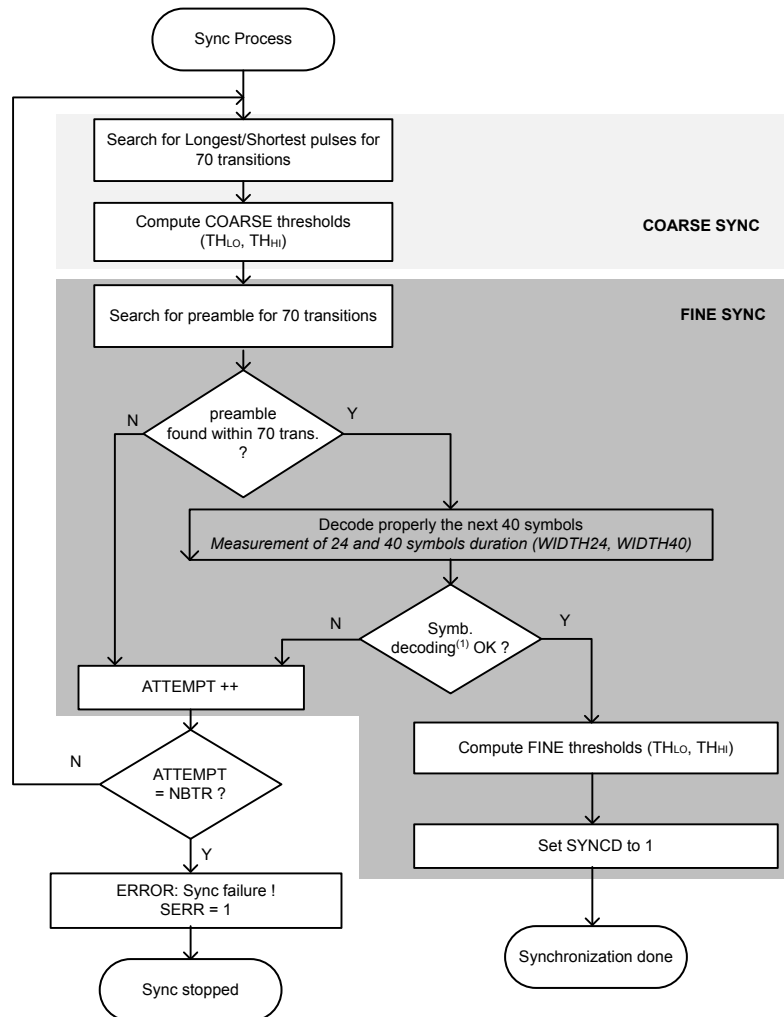 Sync Process
Search for Longest/Shortest pulses for
70 transitions
Compute COARSE thresholds
(THLO, THHI)
COARSE SYNC
Search for preamble for 70 transitions
FINE SYNC
N
preamble
found within 70 trans.
?
Y
Decode properly the next 40 symbols
Measurement of 24 and 40 symbols duration (WIDTH24, WIDTH40)
N
Symb.
decoding(1) OK ?
Y
ATTEMPT ++
Compute FINE thresholds (THLO, THHI)
N
ATTEMPT
= NBTR ?
Y
Set SYNCD to 1
ERROR: Sync failure !
SERR = 1
Synchronization done
Sync stopped